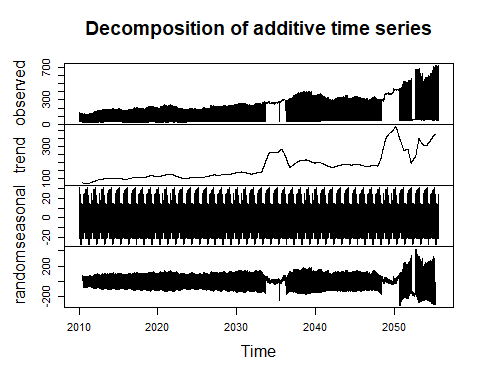 Decomposition of additive time series
observed
0 300 700
trend
100 300
seasonal
-20 0 20
random
-200 200
2010 2020 2030 2040 2050
Time